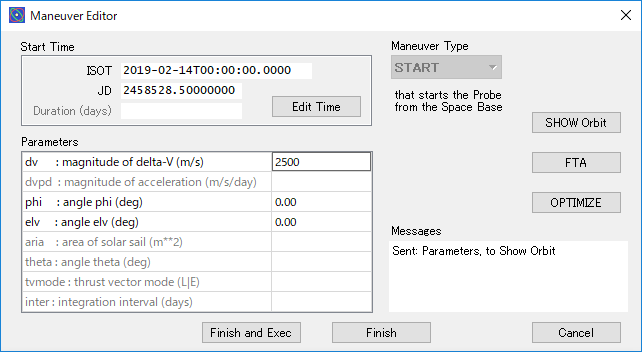 Maneuver Editor
Start Time
ISOT 2019-02-14T00:00:00.0000
JD 2458528.50000000
Duration (days)
Edit Time
Maneuver Type
START
that starts the Probe
from the Space Base
SHOW Orbit
FTA
OPTIMIZE
Parameters
dv : magnitude of delta-V (m/s) 2500
dvpd : magnitude of acceleration (m/s/day)
phi : angle phi (deg) 0.00
elv : angle elv (deg) 0.00
aria : area of solar sail (m**2)
theta : angle theta (deg)
tvmode : thrust vector mode (L|E)
inter : integration interval (days)
Messages
Sent: Parameters, to Show Orbit
Finish and Exec
Finish
Cancel